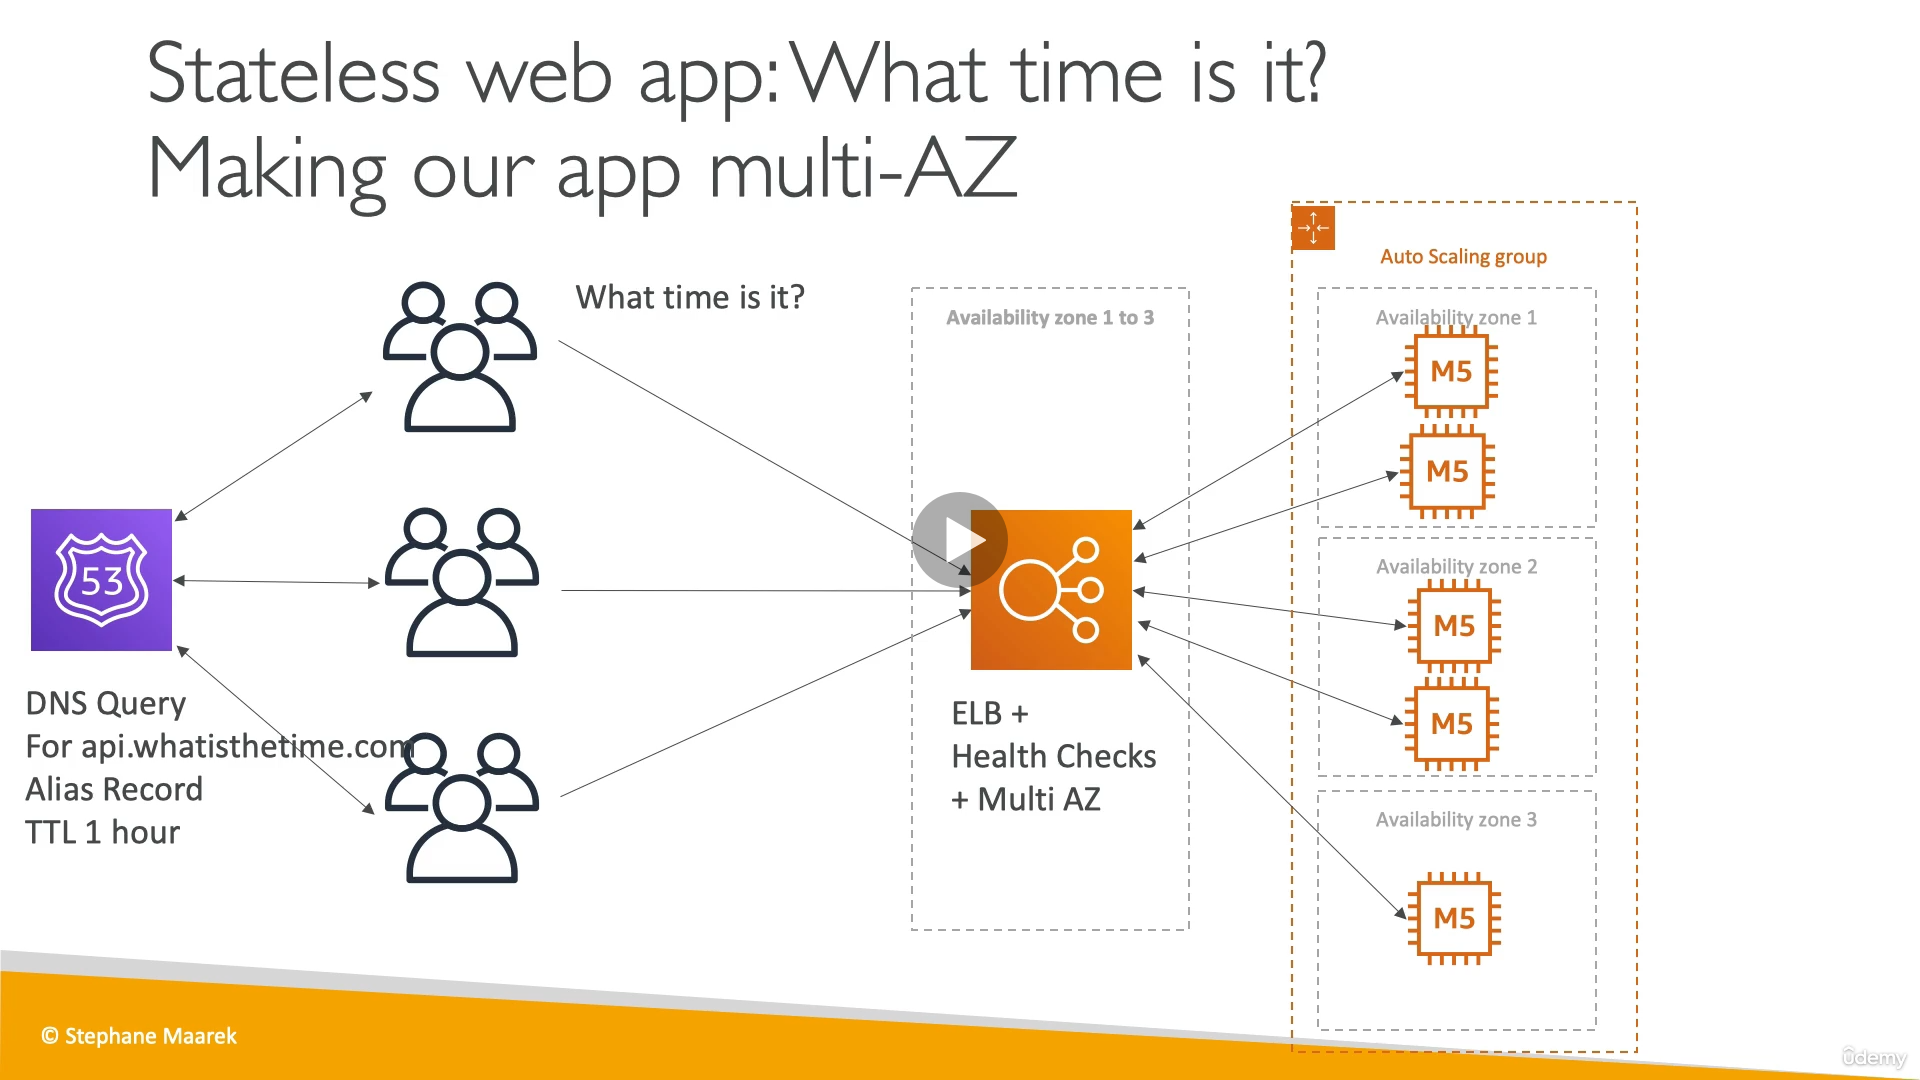 Stateless web app: What time is it?
Making our app multi-AZ
What time is it?
53
DNS Query
For api.whatisthetime.com
Alias Record
TTL 1 hour
Availability zone 1 to 3
ELB +
Health Checks
+ Multi AZ
Auto Scaling group
Availability zone 1
M5
M5
Availability zone 2
M5
M5
Availability zone 3
M5
© Stephane Maarek
ûdemy